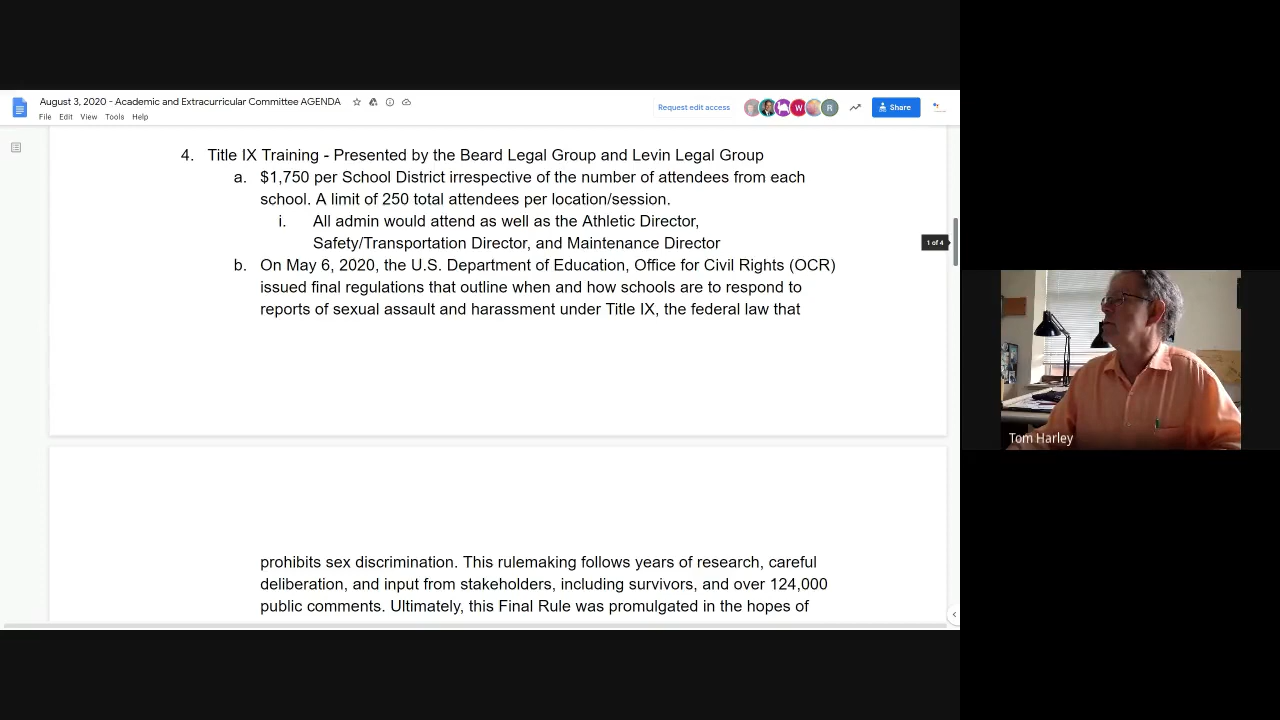 August 3, 2020 - Academic and Extracurricular Committee AGENDA
File Edit View Tools Help
Request edit access
W
R
Share
4. Title IX Training - Presented by the Beard Legal Group and Levin Legal Group
a. $1,750 per School District irrespective of the number of attendees from each
school. A limit of 250 total attendees per location/session.
i. All admin would attend as well as the Athletic Director,
Safety/Transportation Director, and Maintenance Director
1 of 4
b. On May 6, 2020, the U.S. Department of Education, Office for Civil Rights (OCR)
issued final regulations that outline when and how schools are to respond to
reports of sexual assault and harassment under Title IX, the federal law that
prohibits sex discrimination. This rulemaking follows years of research, careful
deliberation, and input from stakeholders, including survivors, and over 124,000
public comments. Ultimately, this Final Rule was promulgated in the hopes of
Tom Harley